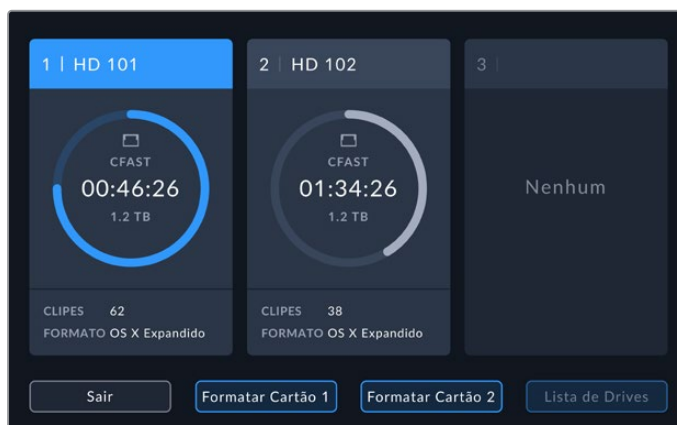 1 | HD 101
CFAST
00:46:26
1.2 TB
CLIPES 62
FORMATO OS X Expandido
2 | HD 102
CFAST
01:34:26
1.2 TB
CLIPES 38
FORMATO OS X Expandido
3 |
Nenhum
Sair
Formatar Cartão 1
Formatar Cartão 2
Lista de Drives